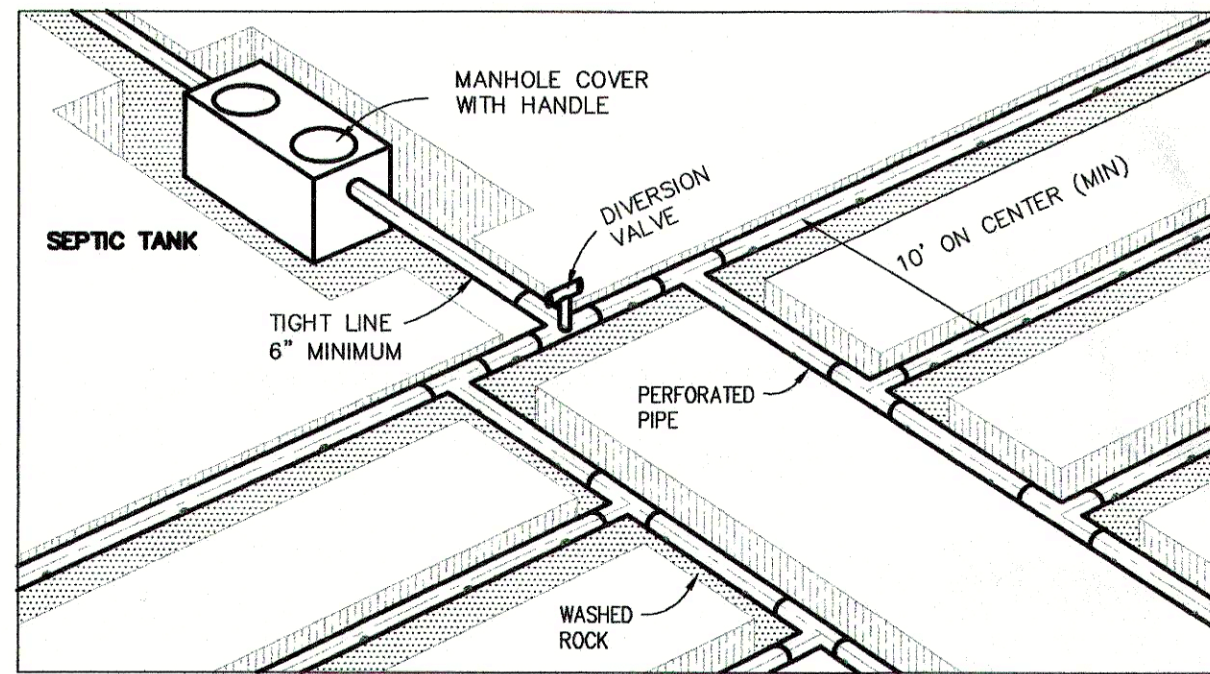 MANHOLE COVER
WITH HANDLE
DIVERSION
VALVE
10' ON CENTER (MIN)
SEPTIC TANK
TIGHT LINE
6" MINIMUM
PERFORATED
PIPE
WASHED
ROCK